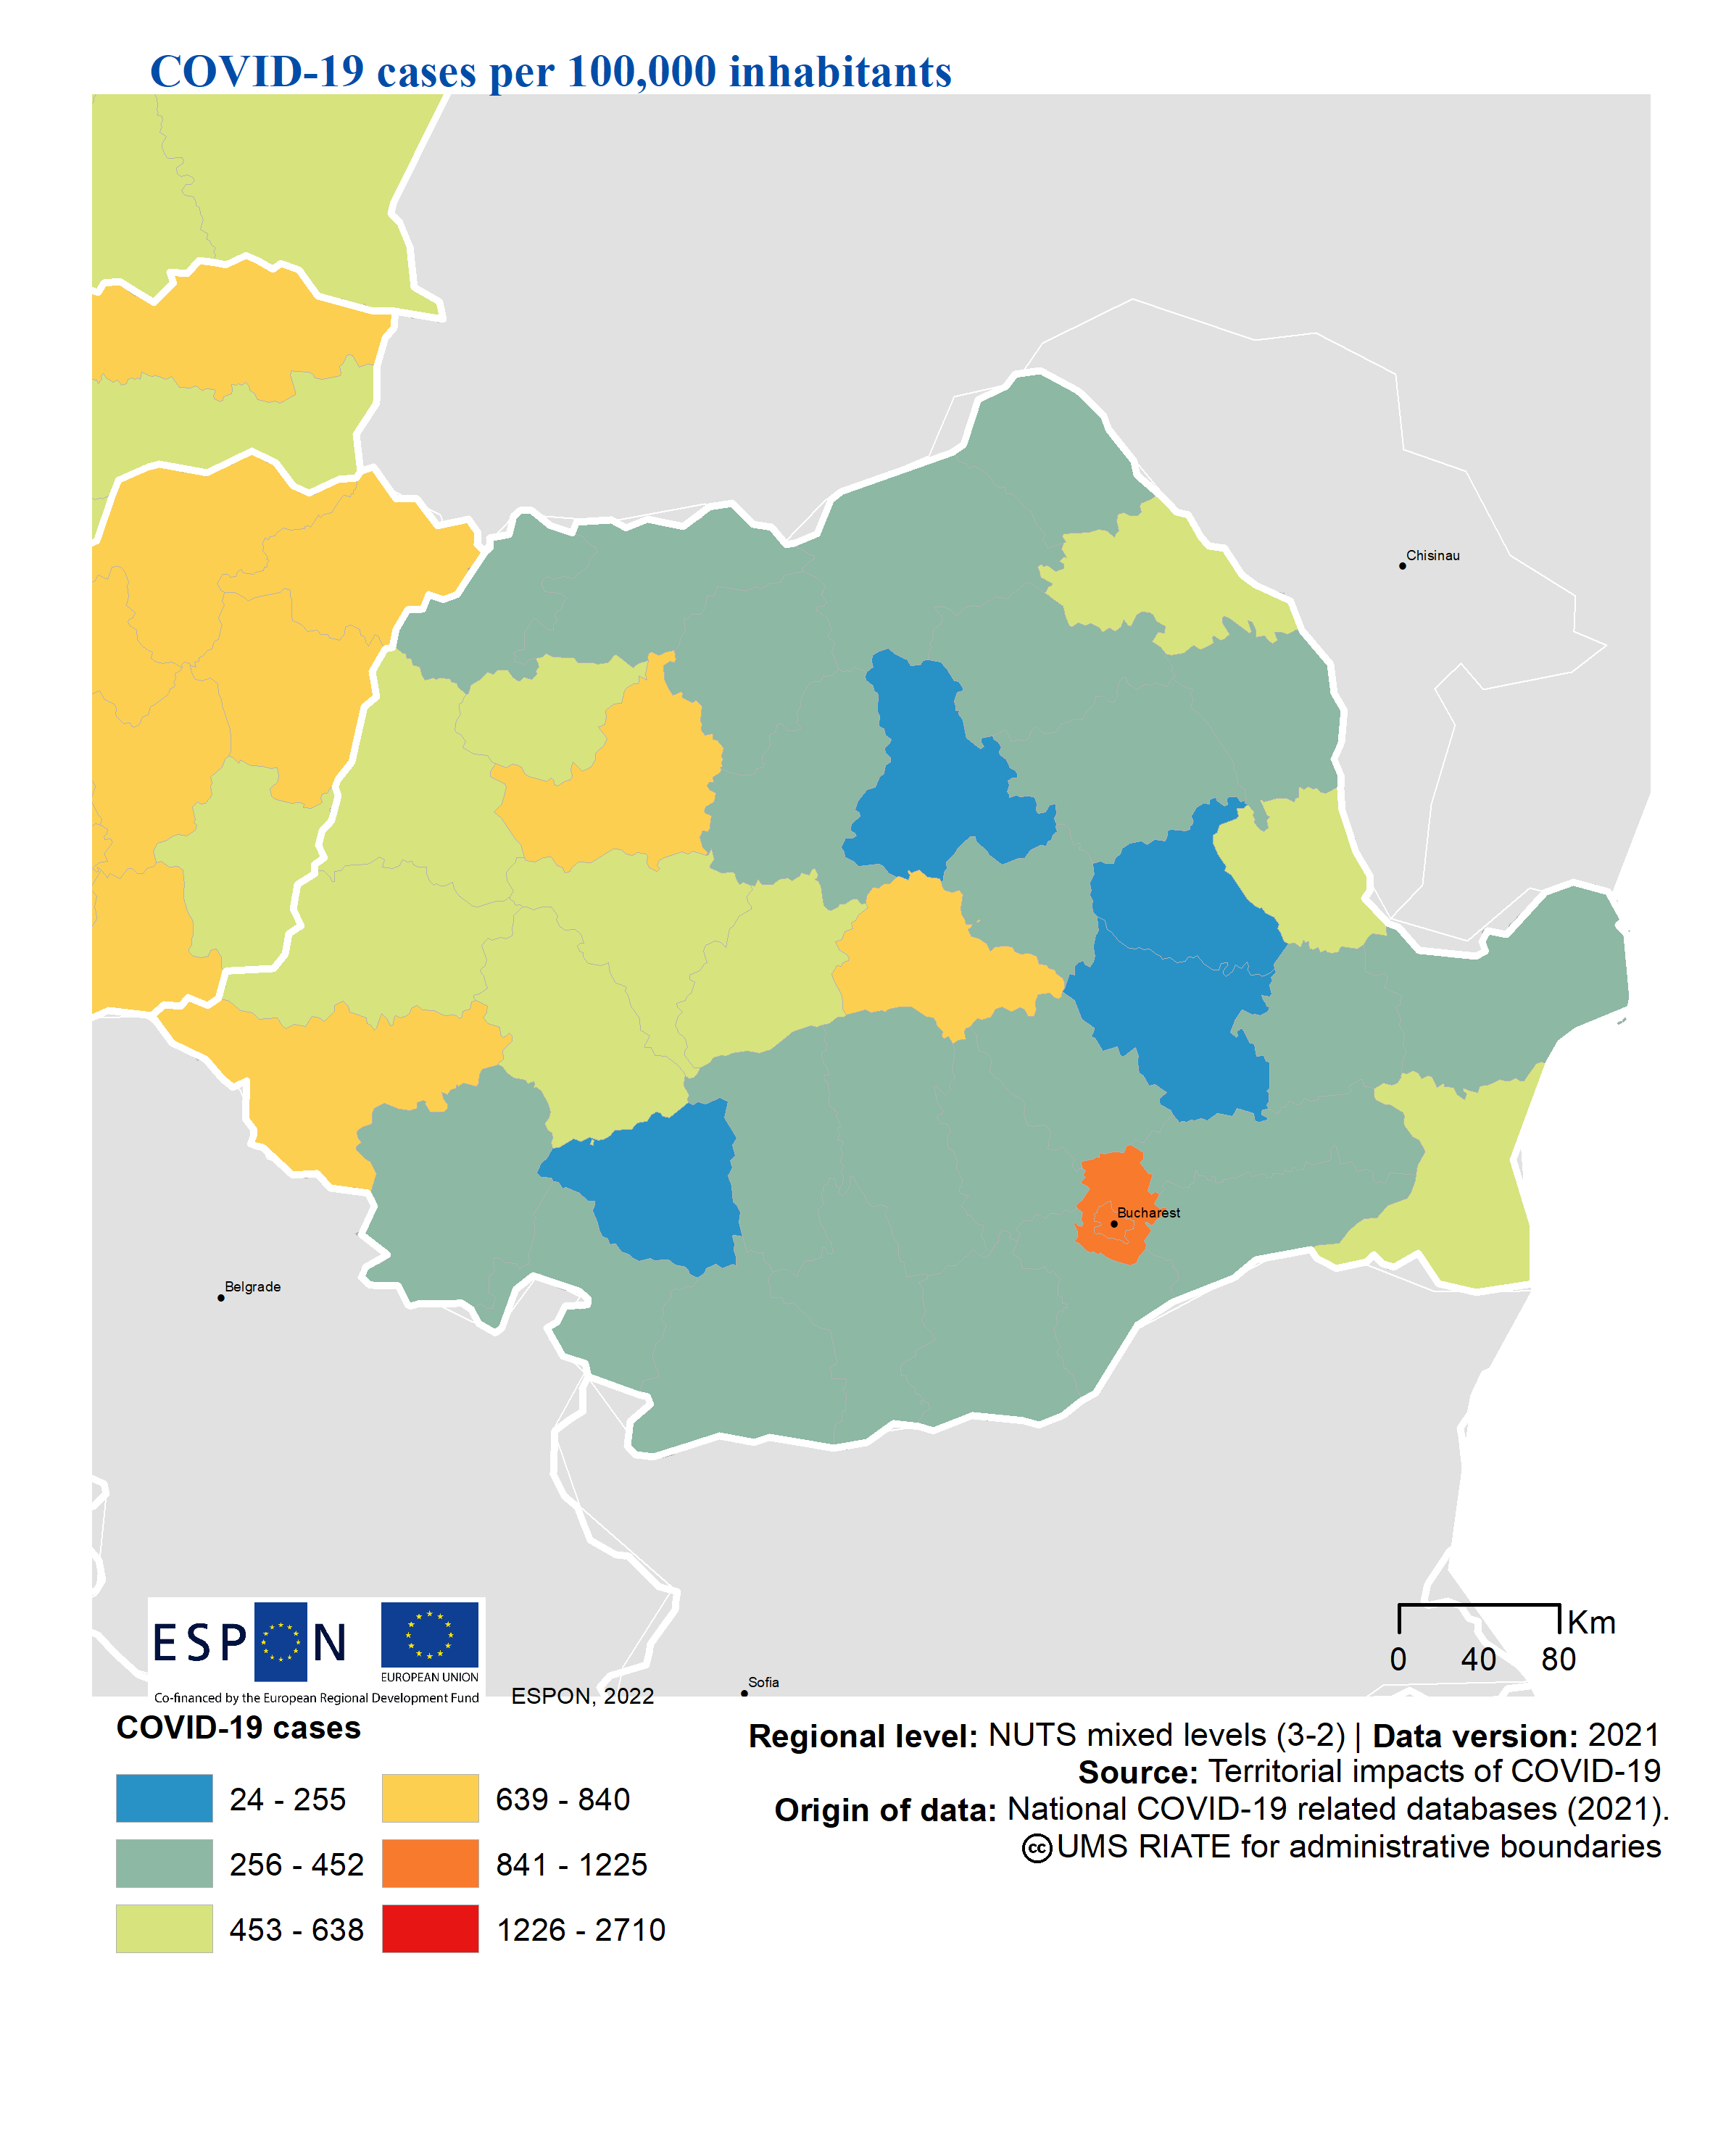 COVID-19 cases per 100,000 inhabitants
Chisinau
Bucharest
Belgrade
Sofia
ESPON
EUROPEAN UNION
Co-financed by the European Regional Development Fund
ESPON, 2022
Km
0 40 80
COVID-19 cases
24 - 255
256 - 452
453 - 638
639 - 840
841 - 1225
1226 - 2710
Regional level: NUTS mixed levels (3-2) | Data version: 2021
Source: Territorial impacts of COVID-19
Origin of data: National COVID-19 related databases (2021).
cc UMS RIATE for administrative boundaries